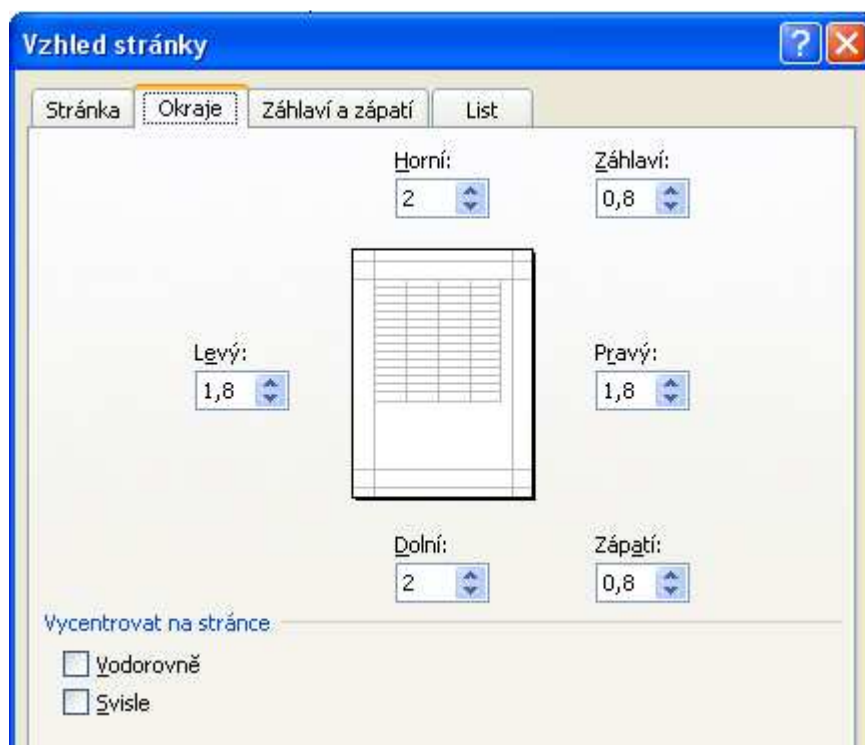 Vzhled stránky
Stránka Okraje Záhlaví a zápatí List
Horní: Záhlaví:
2 0,8
Levý: Pravý:
1,8 1,8
Dolní: Zápatí:
2 0,8
Vycentrovat na stránce
Vodorovně
Svisle